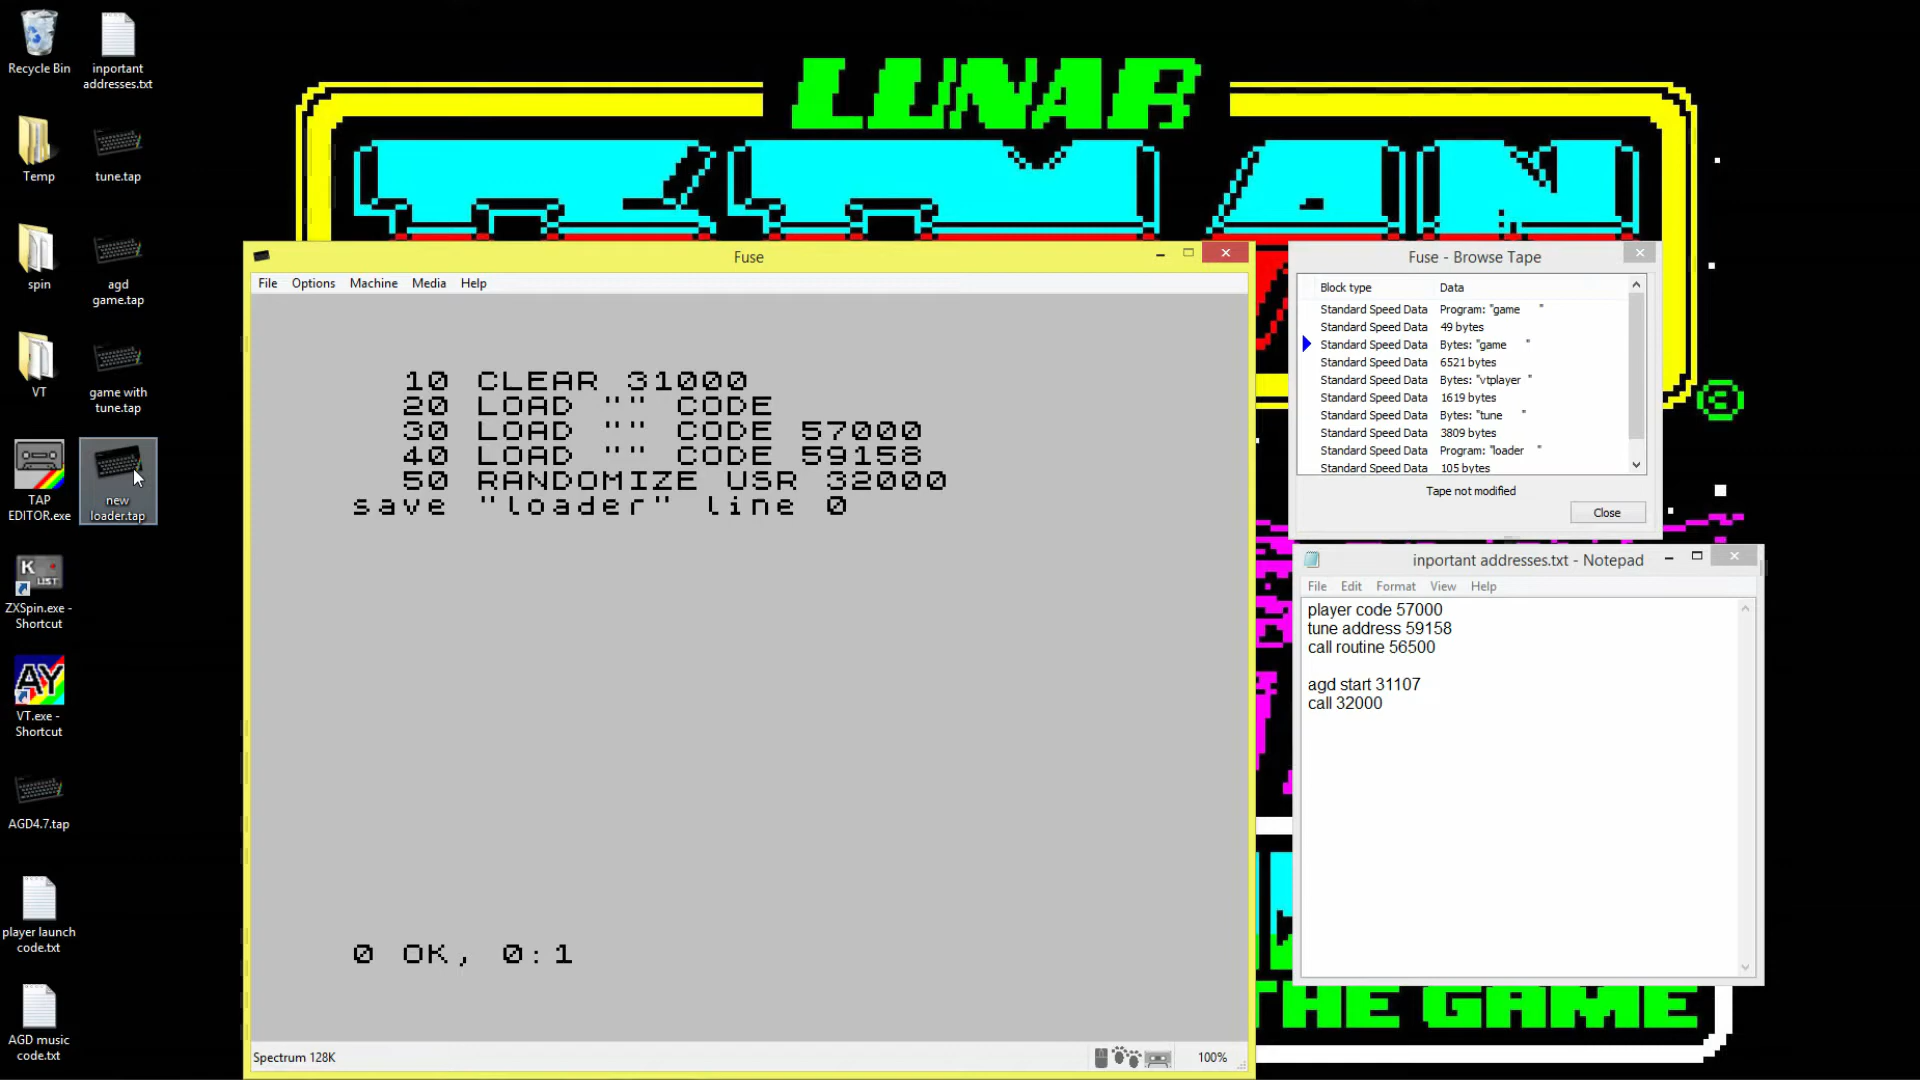 LUNAR
JETMAN
©
THE GAME
Recycle Bin
inportant
addresses.txt
Temp
tune.tap
spin
agd
game.tap
VT
game with
tune.tap
TAP
EDITOR.exe
new
loader.tap
K
LIST
ZXSpin.exe -
Shortcut
AY
VT.exe -
Shortcut
AGD4.7.tap
player launch
code.txt
AGD music
code.txt
Fuse
File Options Machine Media Help
10 CLEAR 31000
20 LOAD "" CODE
30 LOAD "" CODE 57000
40 LOAD "" CODE 59158
50 RANDOMIZE USR 32000
save "loader" line 0
0 OK, 0:1
Spectrum 128K
100%
Fuse - Browse Tape
Block type Data
Standard Speed Data Program: "game      "
Standard Speed Data 49 bytes
Standard Speed Data Bytes: "game      "
Standard Speed Data 6521 bytes
Standard Speed Data Bytes: "vtplayer  "
Standard Speed Data 1619 bytes
Standard Speed Data Bytes: "tune      "
Standard Speed Data 3809 bytes
Standard Speed Data Program: "loader    "
Standard Speed Data 105 bytes
Tape not modified
Close
inportant addresses.txt - Notepad
File Edit Format View Help
player code 57000
tune address 59158
call routine 56500
agd start 31107
call 32000